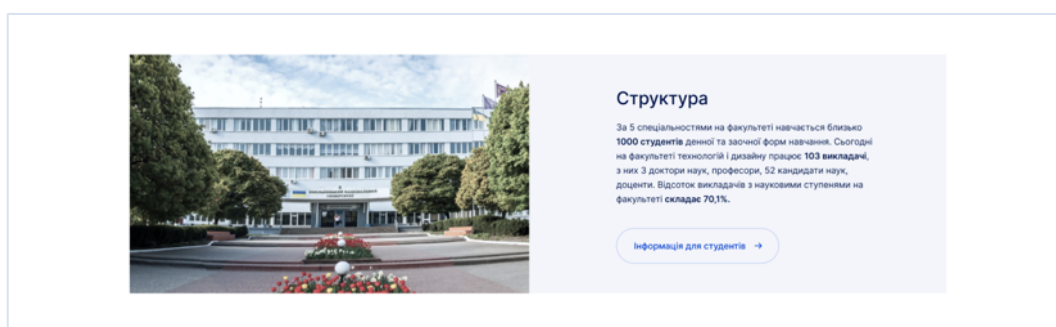 Структура
За 5 спеціальностями на факультеті навчається близько
1000 студентів денної та заочної форм навчання. Сьогодні
на факультеті технологій і дизайну працює 103 викладачі,
з них 3 доктори наук, професори, 52 кандидати наук,
доценти. Відсоток викладачів з науковими ступенями на
факультеті складає 70,1%.
Інформація для студентів →